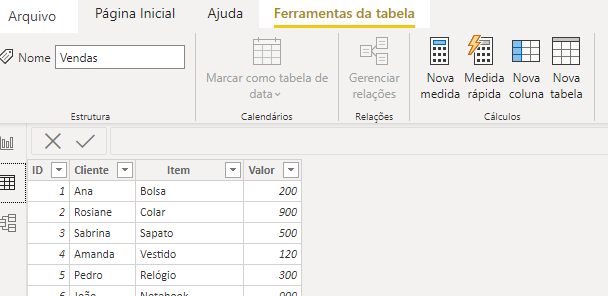 Arquivo Página Inicial Ajuda Ferramentas da tabela
Nome Vendas
Marcar como tabela de
data
Gerenciar
relações
Nova
medida
Medida
rápida
Nova
coluna
Nova
tabela
Estrutura Calendários Relações Cálculos
ID Cliente Item Valor
1 Ana Bolsa 200
2 Rosiane Colar 900
3 Sabrina Sapato 500
4 Amanda Vestido 120
5 Pedro Relógio 300
6 João Notebook 900